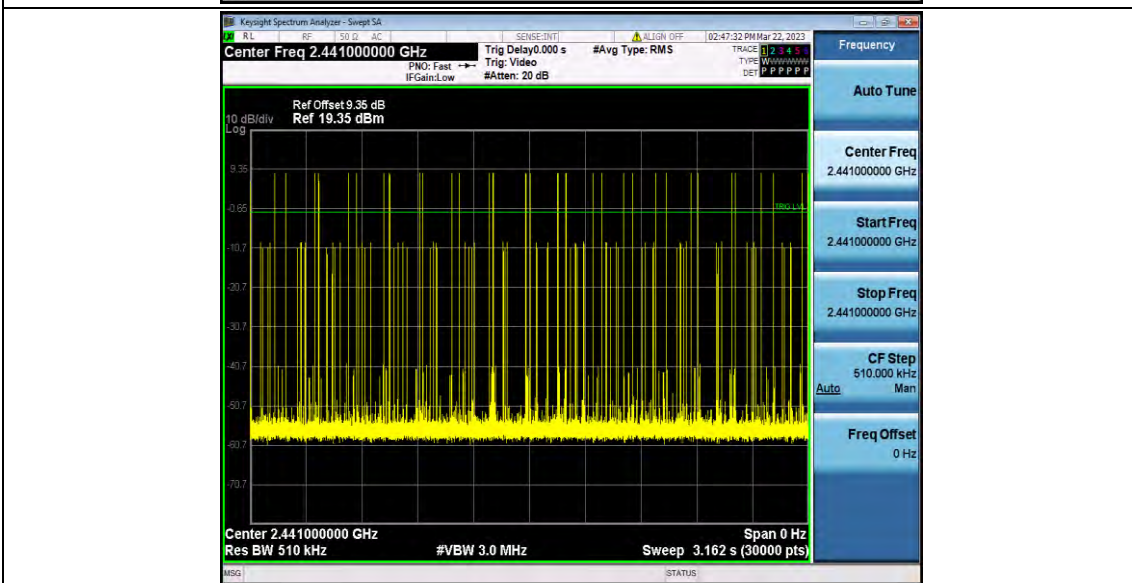 Keysight Spectrum Analyzer - Swept SA
RL RF 50 Ω AC SENSE:INT ALIGN OFF 02:47:32 PM Mar 22, 2023
Center Freq 2.441000000 GHz
PNO: Fast
IFGain:Low
Trig Delay0.000 s
Trig: Video
#Atten: 20 dB
#Avg Type: RMS
TRACE 1 2 3 4 5 6
TYPE WWWWWW
DET P P P P P P
Ref Offset 9.35 dB
10 dB/div Ref 19.35 dBm
Log
9.35
-0.65
TRIG LVL
-10.7
-20.7
-30.7
-40.7
-50.7
-60.7
-70.7
Center 2.441000000 GHz Span 0 Hz
Res BW 510 kHz #VBW 3.0 MHz Sweep 3.162 s (30000 pts)
MSG STATUS
Frequency
Auto Tune
Center Freq
2.441000000 GHz
Start Freq
2.441000000 GHz
Stop Freq
2.441000000 GHz
CF Step
510.000 kHz
Auto Man
Freq Offset
0 Hz